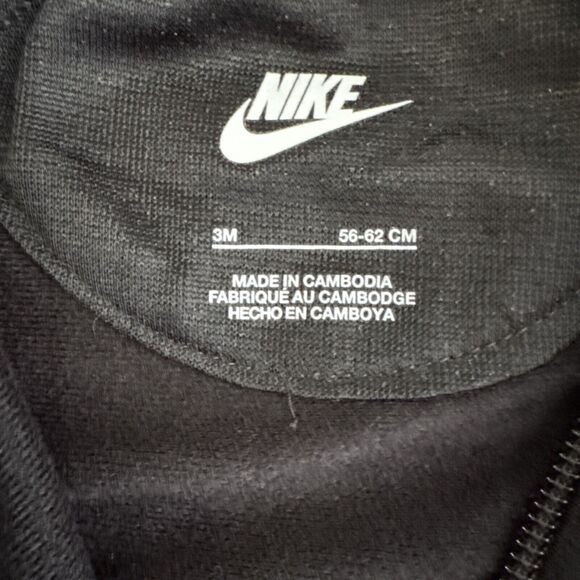 NIKE
3M 56-62 CM
MADE IN CAMBODIA
FABRIQUÉ AU CAMBODGE
HECHO EN CAMBOYA